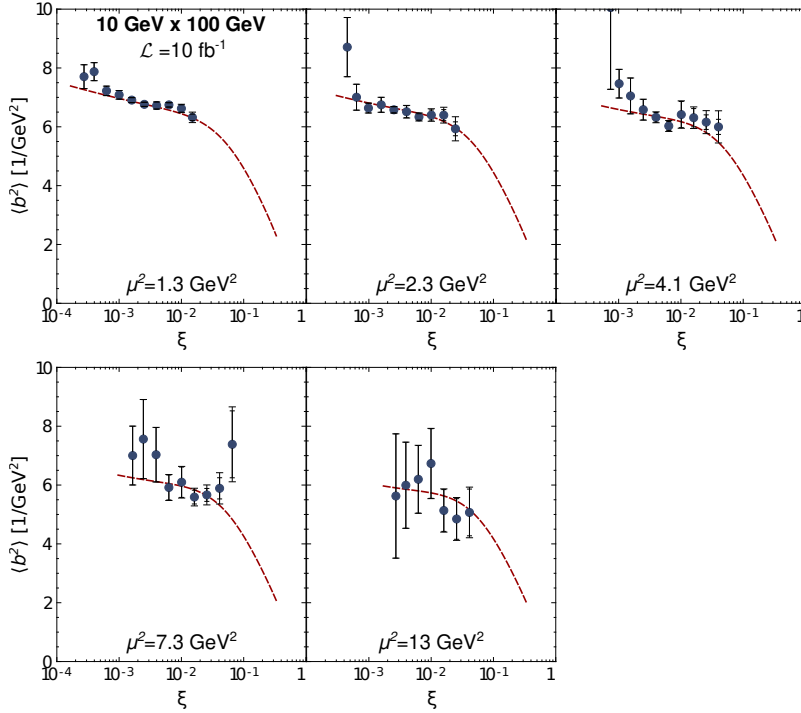 10 GeV x 100 GeV
ℒ =10 fb⁻¹
⟨b²⟩ [1/GeV²]
10
8
6
4
2
0
μ²=1.3 GeV²
μ²=2.3 GeV²
μ²=4.1 GeV²
10⁻⁴ 10⁻³ 10⁻² 10⁻¹ 1
10⁻³ 10⁻² 10⁻¹ 1
10⁻³ 10⁻² 10⁻¹ 1
ξ ξ ξ
⟨b²⟩ [1/GeV²]
10
8
6
4
2
0
μ²=7.3 GeV²
μ²=13 GeV²
10⁻³ 10⁻² 10⁻¹ 1
10⁻³ 10⁻² 10⁻¹ 1
ξ ξ